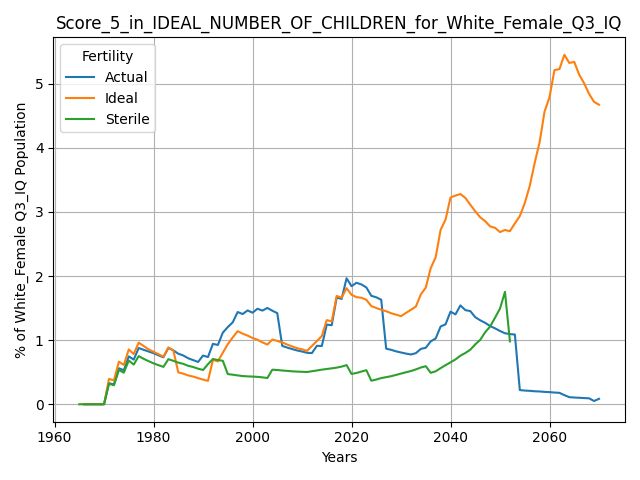 Score_5_in_IDEAL_NUMBER_OF_CHILDREN_for_White_Female_Q3_IQ
Fertility
Actual
Ideal
Sterile
% of White_Female Q3_IQ Population
5
4
3
2
1
0
1960
1980
2000
2020
2040
2060
Years